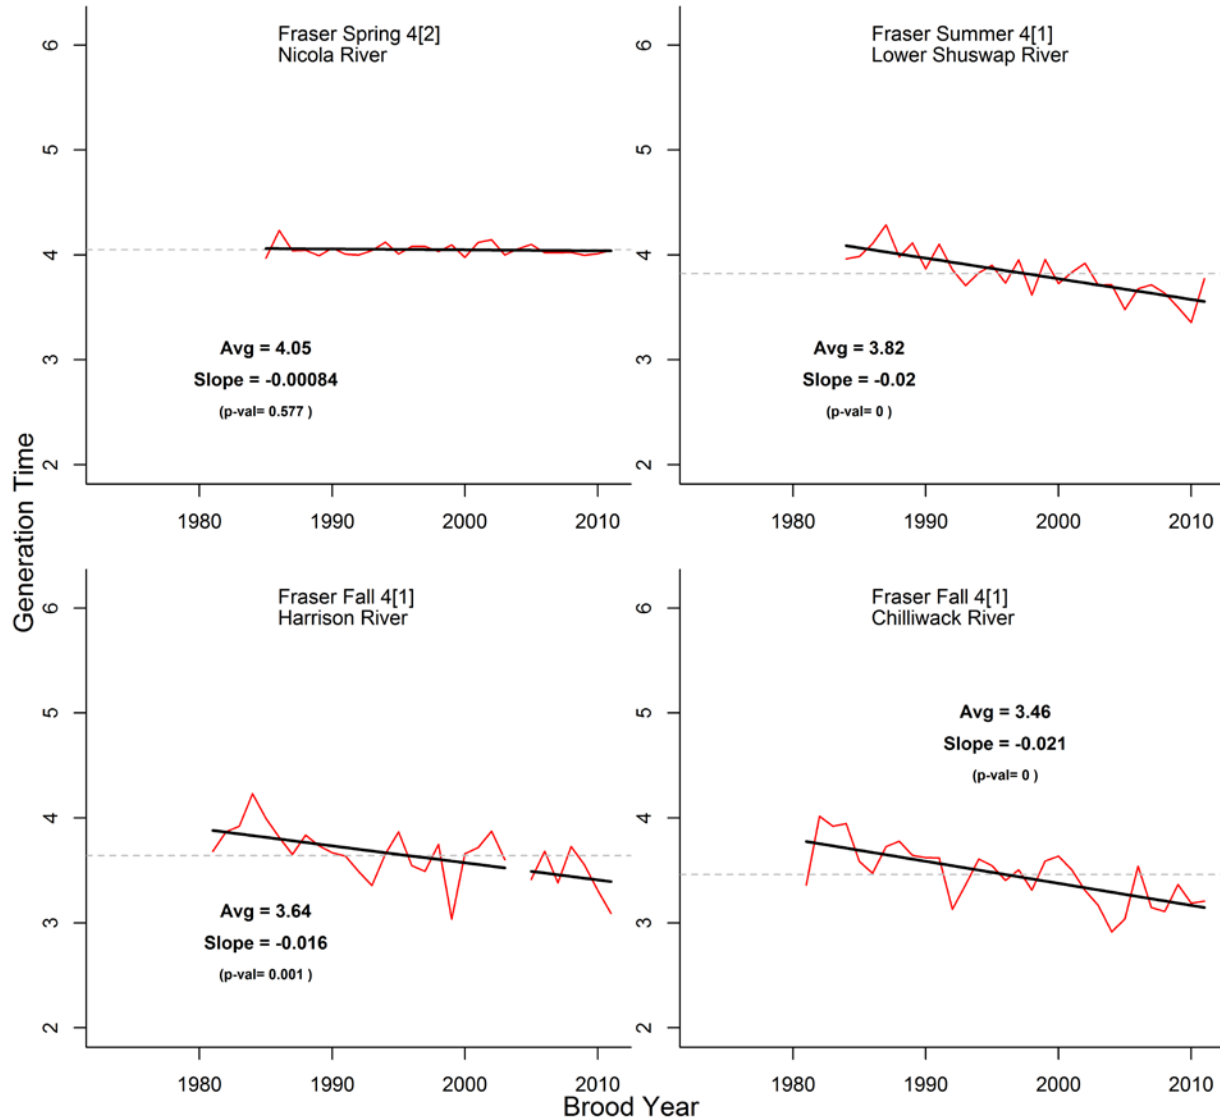 Generation Time
Fraser Spring 4[2]
Nicola River
6
5
4
3
2
Avg = 4.05
Slope = -0.00084
(p-val= 0.577 )
1980 1990 2000 2010
Fraser Summer 4[1]
Lower Shuswap River
6
5
4
3
2
Avg = 3.82
Slope = -0.02
(p-val= 0 )
1980 1990 2000 2010
Fraser Fall 4[1]
Harrison River
6
5
4
3
2
Avg = 3.64
Slope = -0.016
(p-val= 0.001 )
1980 1990 2000 2010
Fraser Fall 4[1]
Chilliwack River
6
5
4
3
2
Avg = 3.46
Slope = -0.021
(p-val= 0 )
1980 1990 2000 2010
Brood Year